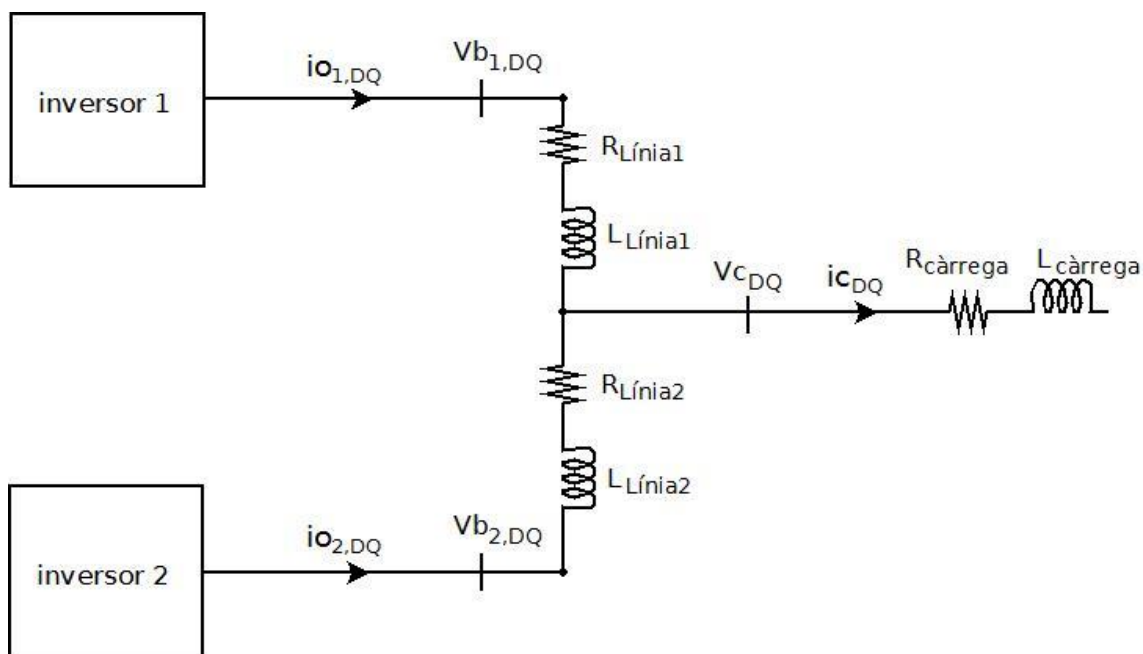 inversor 1
io1,DQ
Vb1,DQ
RLínia1
LLínia1
VcDQ
icDQ
Rcàrrega
Lcàrrega
RLínia2
LLínia2
inversor 2
io2,DQ
Vb2,DQ